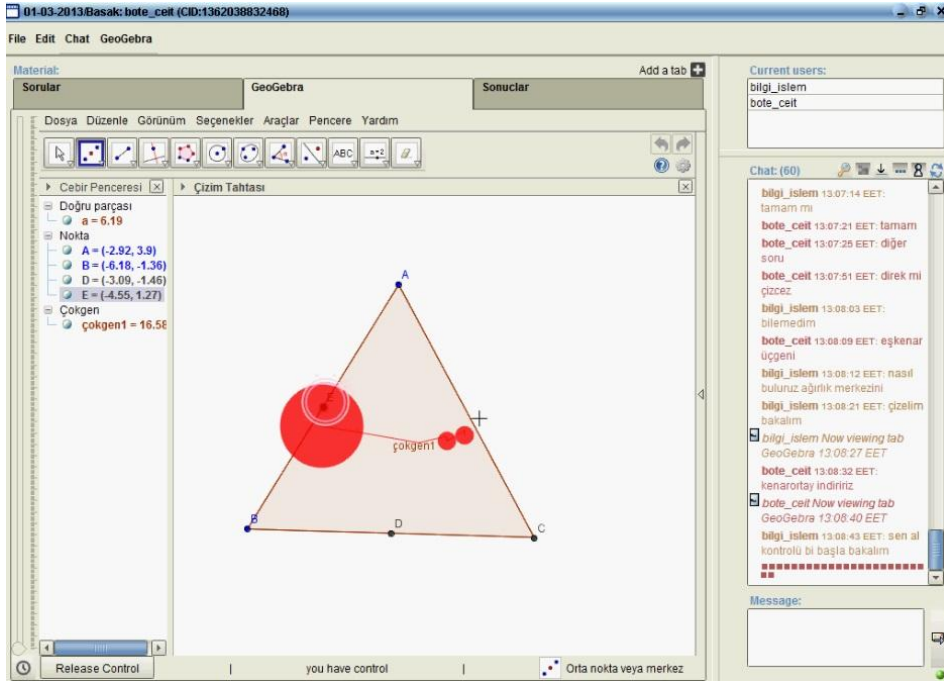 01-03-2013/Basak: bote_ceit (CID:1362038832468)
File Edit Chat GeoGebra
Material:
Add a tab
Sorular GeoGebra Sonuclar
Dosya Düzenle Görünüm Seçenekler Araçlar Pencere Yardım
ABC a=2
Cebir Penceresi
Çizim Tahtası
Doğru parçası
a = 6.19
Nokta
A = (-2.92, 3.9)
B = (-6.18, -1.36)
D = (-3.09, -1.46)
E = (-4.55, 1.27)
Çokgen
çokgen1 = 16.58
A
E
çokgen1
B
D
C
Release Control | you have control | Orta nokta veya merkez
Current users:
bilgi_islem
bote_ceit
Chat: (60)
bilgi_islem 13:07:14 EET:
tamam mı
bote_ceit 13:07:21 EET: tamam
bote_ceit 13:07:25 EET: diğer
soru
bote_ceit 13:07:51 EET: direk mi
çizcez
bilgi_islem 13:08:03 EET:
bilemedim
bote_ceit 13:08:09 EET: eşkenar
üçgeni
bilgi_islem 13:08:12 EET: nasıl
buluruz ağırlık merkezini
bilgi_islem 13:08:21 EET: çizelim
bakalım
bilgi_islem Now viewing tab
GeoGebra 13:08:27 EET
bote_ceit 13:08:32 EET:
kenarortay indiririz
bote_ceit Now viewing tab
GeoGebra 13:08:40 EET
bilgi_islem 13:08:43 EET: sen al
kontrolü bi başla bakalım
Message: